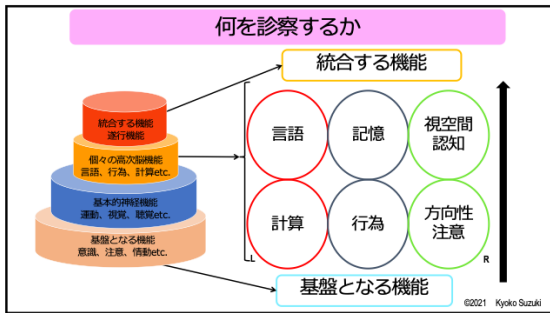 何を診察するか
統合する機能
統合する機能
遂行機能
個々の高次脳機能
言語、行為、計算etc.
基本的神経機能
運動、視覚、聴覚etc.
基盤となる機能
意識、注意、情動etc.
言語
記憶
視空間
認知
計算
行為
方向性
注意
L
R
基盤となる機能
©2021 Kyoko Suzuki